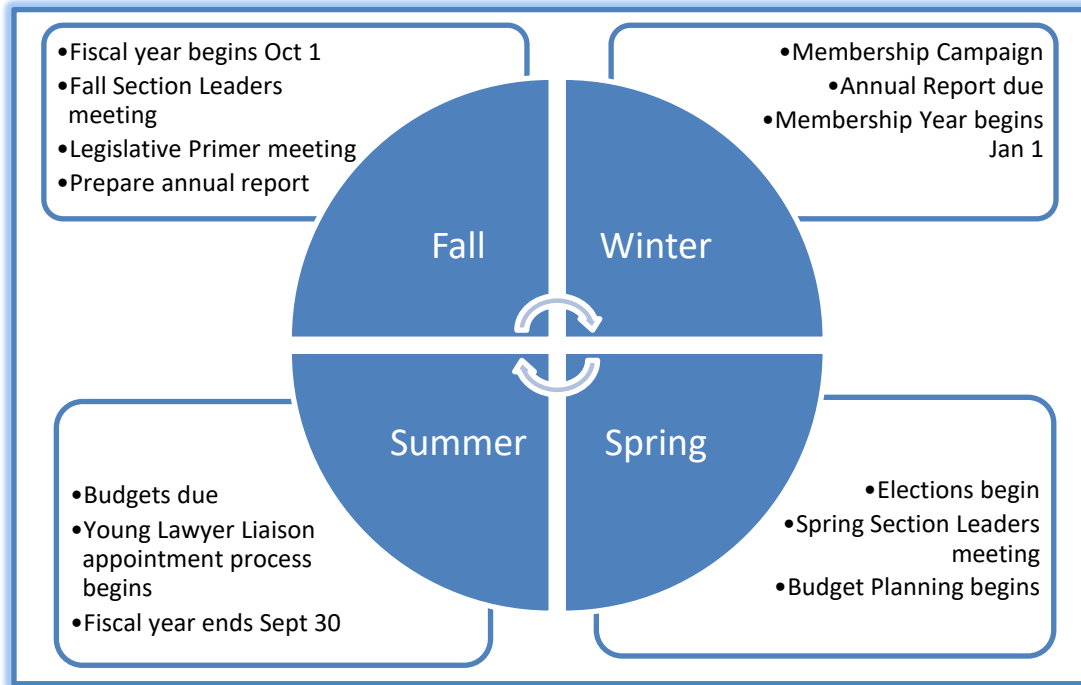 •Fiscal year begins Oct 1
•Fall Section Leaders
meeting
•Legislative Primer meeting
•Prepare annual report
•Membership Campaign
•Annual Report due
•Membership Year begins
Jan 1
Fall
Winter
Summer
Spring
•Budgets due
•Young Lawyer Liaison
appointment process
begins
•Fiscal year ends Sept 30
•Elections begin
•Spring Section Leaders
meeting
•Budget Planning begins